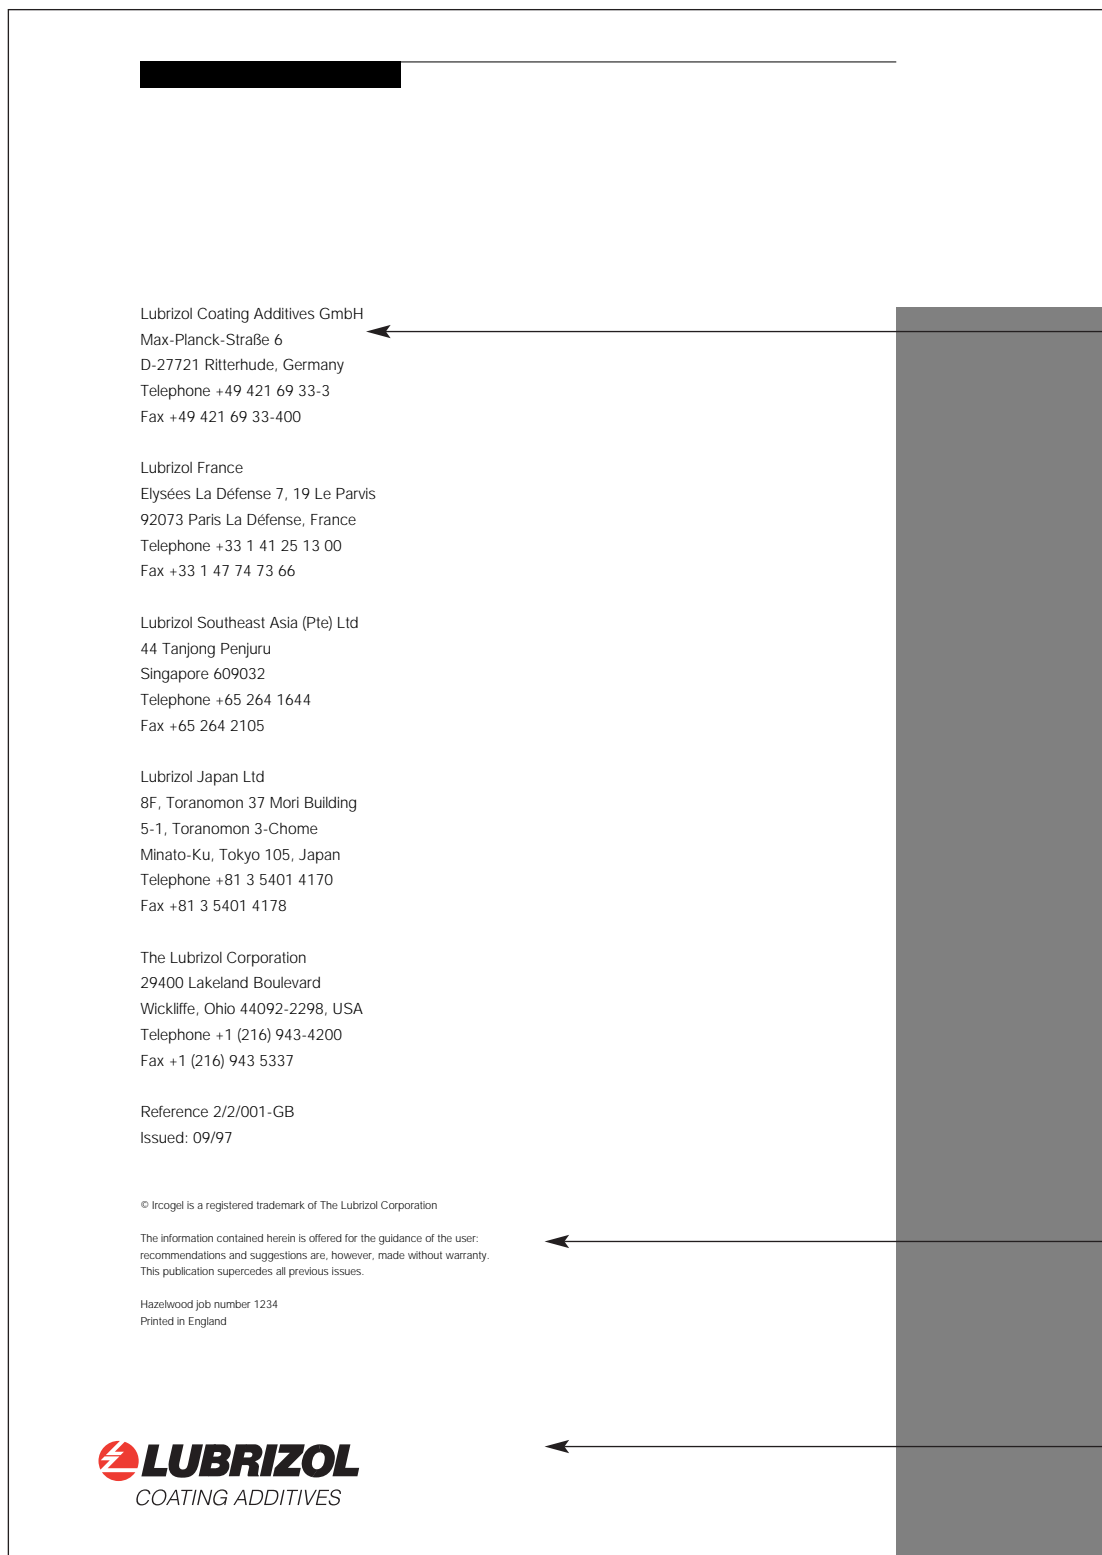 Lubrizol Coating Additives GmbH
Max-Planck-Straße 6
D-27721 Ritterhude, Germany
Telephone +49 421 69 33-3
Fax +49 421 69 33-400
Lubrizol France
Elysées La Défense 7, 19 Le Parvis
92073 Paris La Défense, France
Telephone +33 1 41 25 13 00
Fax +33 1 47 74 73 66
Lubrizol Southeast Asia (Pte) Ltd
44 Tanjong Penjuru
Singapore 609032
Telephone +65 264 1644
Fax +65 264 2105
Lubrizol Japan Ltd
8F, Toranomon 37 Mori Building
5-1, Toranomon 3-Chome
Minato-Ku, Tokyo 105, Japan
Telephone +81 3 5401 4170
Fax +81 3 5401 4178
The Lubrizol Corporation
29400 Lakeland Boulevard
Wickliffe, Ohio 44092-2298, USA
Telephone +1 (216) 943-4200
Fax +1 (216) 943 5337
Reference 2/2/001-GB
Issued: 09/97
© Ircogel is a registered trademark of The Lubrizol Corporation
The information contained herein is offered for the guidance of the user:
recommendations and suggestions are, however, made without warranty.
This publication supercedes all previous issues.
Hazelwood job number 1234
Printed in England
LUBRIZOL
COATING ADDITIVES